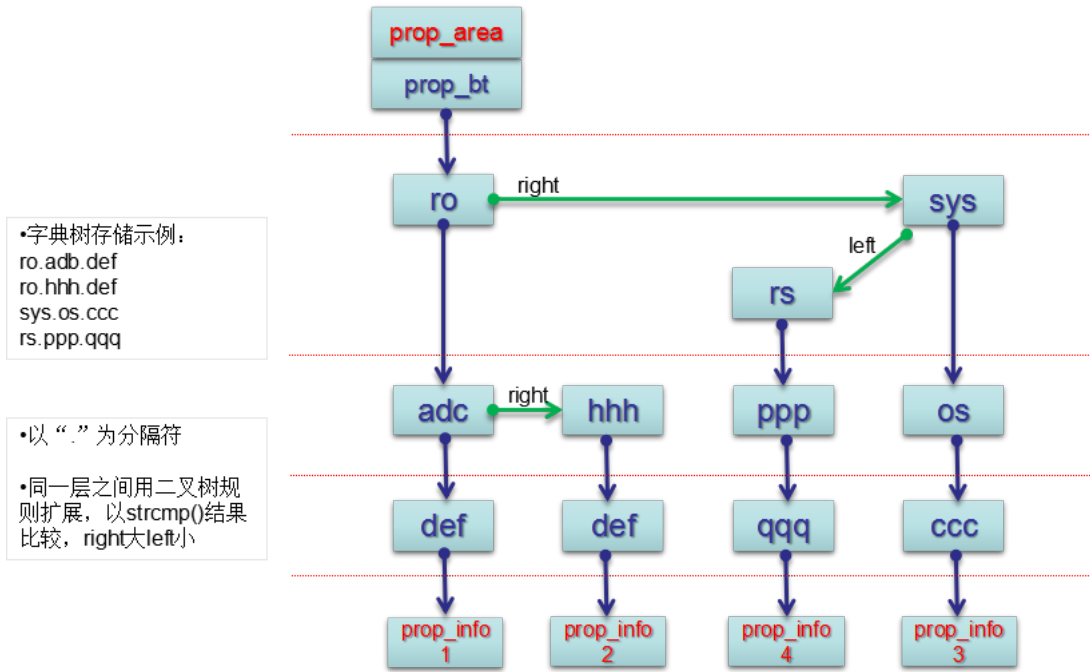 prop_area
prop_bt
ro
right
sys
left
rs
•字典树存储示例：
ro.adb.def
ro.hhh.def
sys.os.ccc
rs.ppp.qqq
adc
right
hhh
ppp
os
•以“.”为分隔符
•同一层之间用二叉树规
则扩展，以strcmp()结果
比较，right大left小
def
def
qqq
ccc
prop_info
1
prop_info
2
prop_info
4
prop_info
3